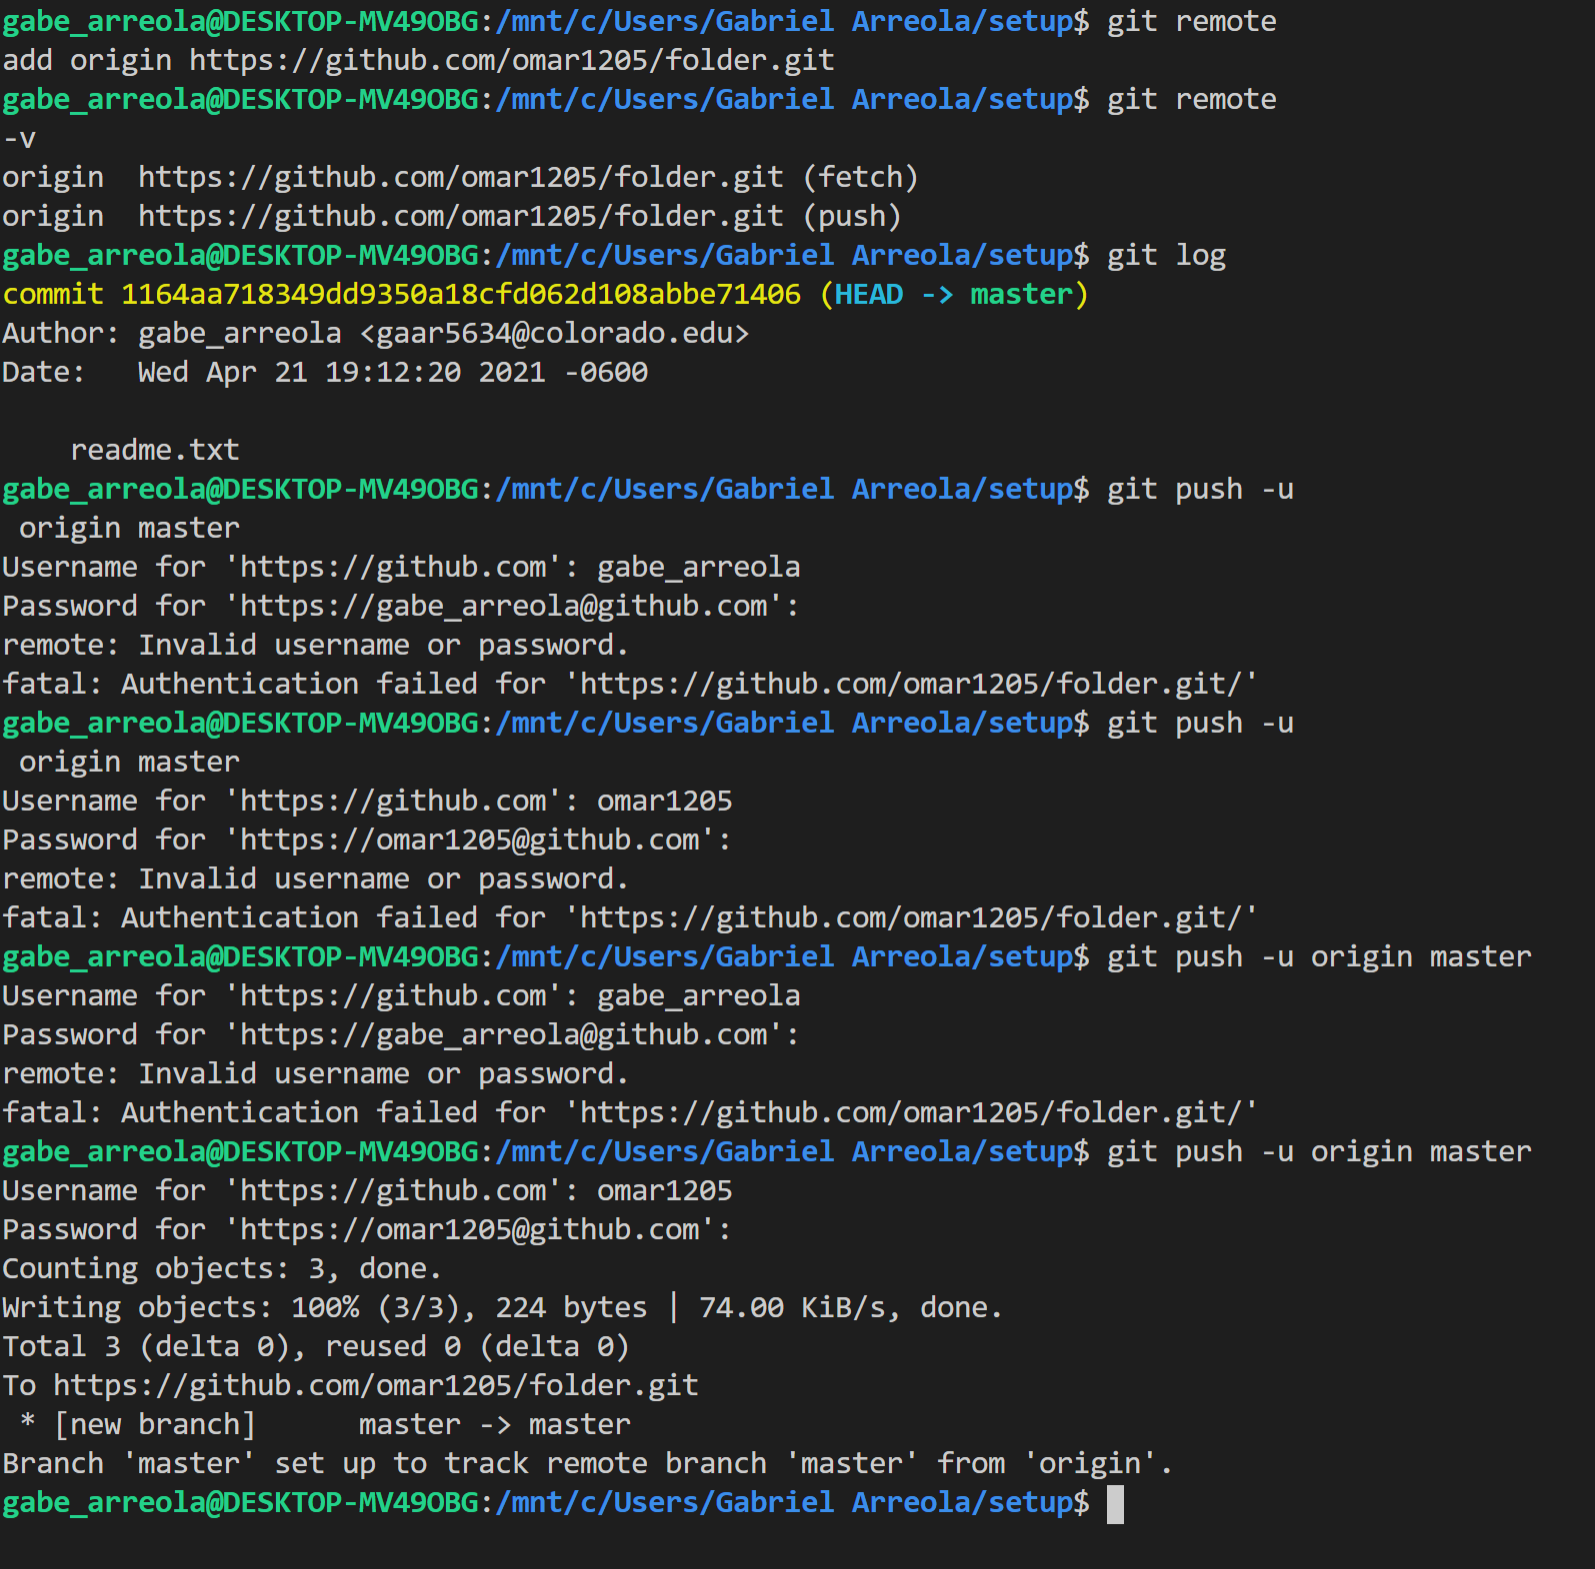 gabe_arreola@DESKTOP-MV49OBG:/mnt/c/Users/Gabriel Arreola/setup$ git remote
add origin https://github.com/omar1205/folder.git
gabe_arreola@DESKTOP-MV49OBG:/mnt/c/Users/Gabriel Arreola/setup$ git remote
-v
origin  https://github.com/omar1205/folder.git (fetch)
origin  https://github.com/omar1205/folder.git (push)
gabe_arreola@DESKTOP-MV49OBG:/mnt/c/Users/Gabriel Arreola/setup$ git log
commit 1164aa718349dd9350a18cfd062d108abbe71406 (HEAD -> master)
Author: gabe_arreola <gaar5634@colorado.edu>
Date:   Wed Apr 21 19:12:20 2021 -0600
    readme.txt
gabe_arreola@DESKTOP-MV49OBG:/mnt/c/Users/Gabriel Arreola/setup$ git push -u
 origin master
Username for 'https://github.com': gabe_arreola
Password for 'https://gabe_arreola@github.com':
remote: Invalid username or password.
fatal: Authentication failed for 'https://github.com/omar1205/folder.git/'
gabe_arreola@DESKTOP-MV49OBG:/mnt/c/Users/Gabriel Arreola/setup$ git push -u
 origin master
Username for 'https://github.com': omar1205
Password for 'https://omar1205@github.com':
remote: Invalid username or password.
fatal: Authentication failed for 'https://github.com/omar1205/folder.git/'
gabe_arreola@DESKTOP-MV49OBG:/mnt/c/Users/Gabriel Arreola/setup$ git push -u origin master
Username for 'https://github.com': gabe_arreola
Password for 'https://gabe_arreola@github.com':
remote: Invalid username or password.
fatal: Authentication failed for 'https://github.com/omar1205/folder.git/'
gabe_arreola@DESKTOP-MV49OBG:/mnt/c/Users/Gabriel Arreola/setup$ git push -u origin master
Username for 'https://github.com': omar1205
Password for 'https://omar1205@github.com':
Counting objects: 3, done.
Writing objects: 100% (3/3), 224 bytes | 74.00 KiB/s, done.
Total 3 (delta 0), reused 0 (delta 0)
To https://github.com/omar1205/folder.git
 * [new branch]      master -> master
Branch 'master' set up to track remote branch 'master' from 'origin'.
gabe_arreola@DESKTOP-MV49OBG:/mnt/c/Users/Gabriel Arreola/setup$